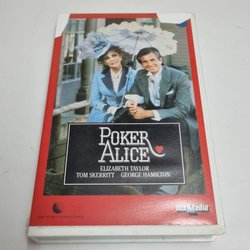 POKER
ALICE
ELIZABETH TAYLOR
TOM SKERRITT GEORGE HAMILTON